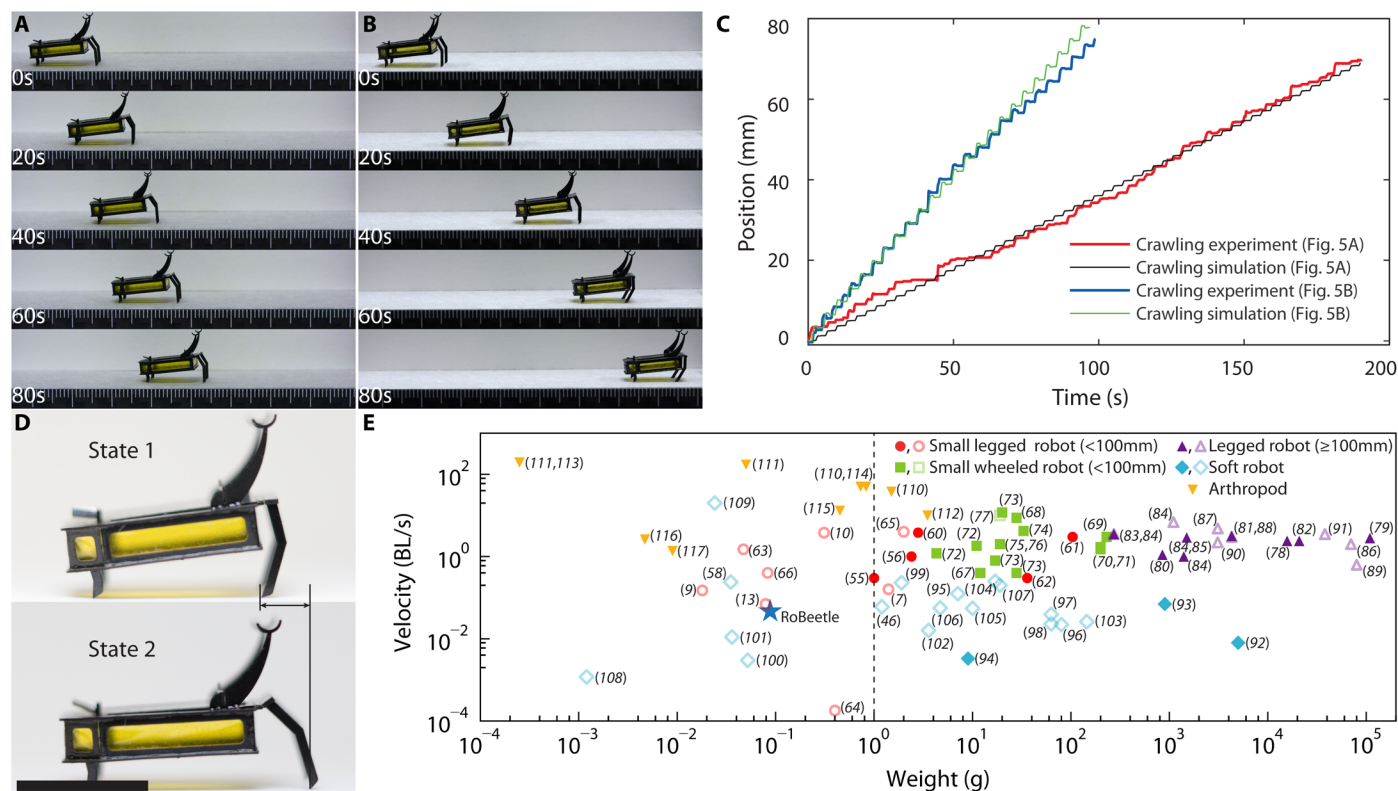 A
0s
20s
40s
60s
80s
B
0s
20s
40s
60s
80s
C
Position (mm)
80
60
40
20
0
0 50 100 150 200
Time (s)
Crawling experiment (Fig. 5A)
Crawling simulation (Fig. 5A)
Crawling experiment (Fig. 5B)
Crawling simulation (Fig. 5B)
D
State 1
State 2
E
Velocity (BL/s)
10²
10⁰
10⁻²
10⁻⁴
10⁻⁴ 10⁻³ 10⁻² 10⁻¹ 10⁰ 10¹ 10² 10³ 10⁴ 10⁵
Weight (g)
, Small legged robot (<100mm)
, Small wheeled robot (<100mm)
, Legged robot (≥100mm)
, Soft robot
Arthropod
(111,113)
(111)
(110,114)
(110)
(109)
(115)
(112)
(116)
(117)
(10)
(65)
(60)
(63)
(66)
(58)
(9)
(13)
RoBeetle
(101)
(100)
(108)
(64)
(56)
(55)
(7)
(99)
(46)
(77)
(73)
(68)
(74)
(72)
(72)
(75,76)
(73)
(67)
(73)
(62)
(61)
(69)
(70,71)
(95)
(104)
(107)
(106)
(105)
(102)
(94)
(97)
(98)
(96)
(103)
(93)
(92)
(83,84)
(84)
(87)
(81,88)
(82)
(91)
(79)
(84,85)
(80)
(84)
(90)
(78)
(86)
(89)